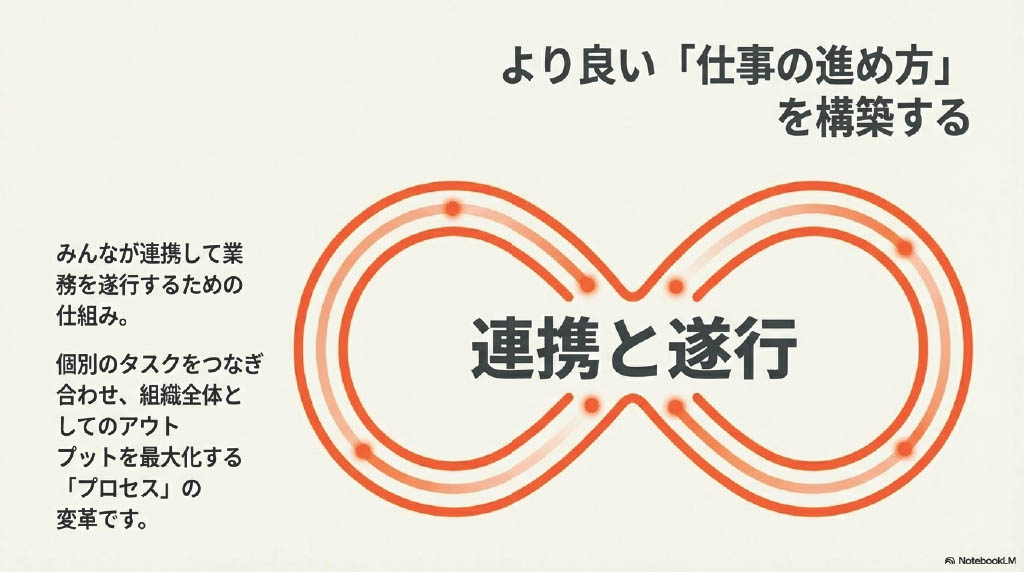 より良い「仕事の進め方」
を構築する
みんなが連携して業
務を遂行するための
仕組み。
個別のタスクをつなぎ
合わせ、組織全体と
してのアウト
プットを最大化する
「プロセス」の
変革です。
連携と遂行
NotebookLM